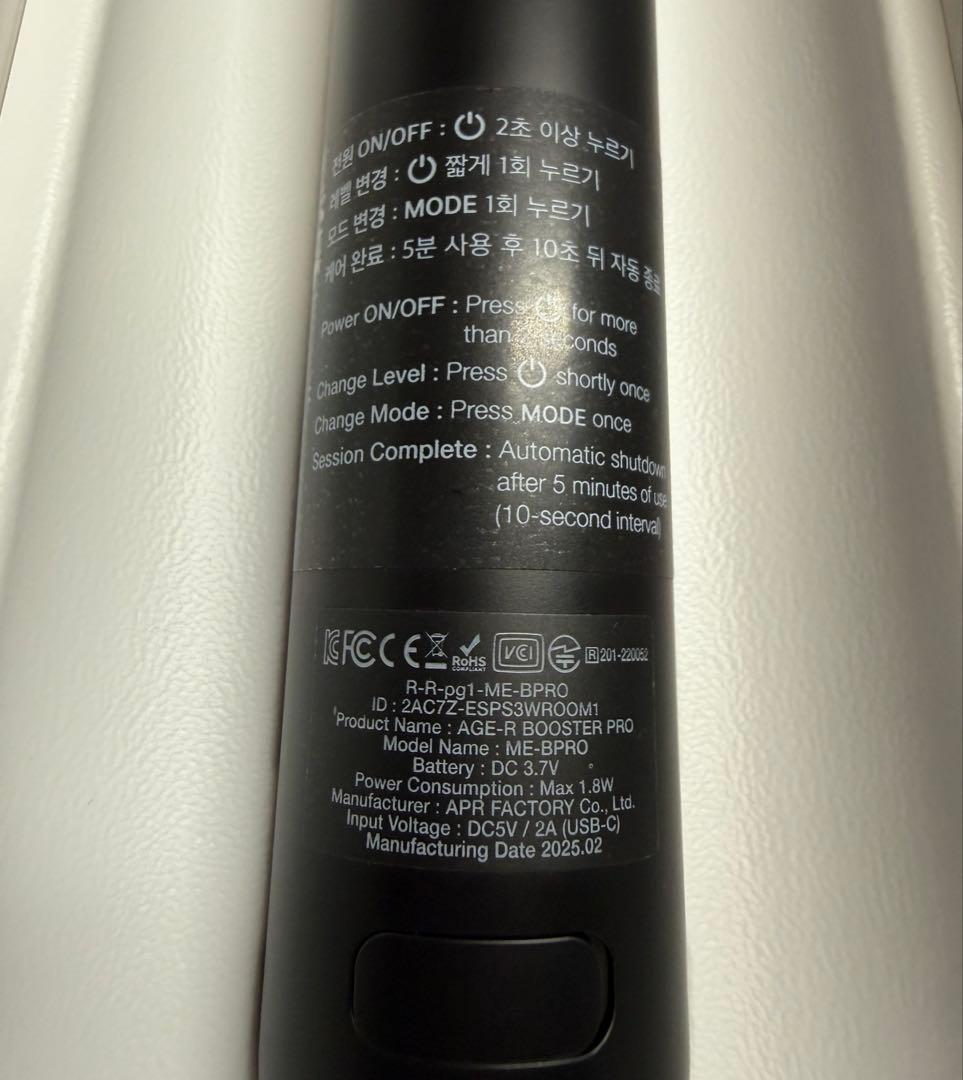 전원 ON/OFF : 2초 이상 누르기
레벨 변경 : 짧게 1회 누르기
모드 변경 : MODE 1회 누르기
케어 완료 : 5분 사용 후 10초 뒤 자동 종료
Power ON/OFF : Press for more
than seconds
Change Level : Press shortly once
Change Mode : Press MODE once
Session Complete : Automatic shutdown
after 5 minutes of use
(10-second interval)
FC CE RoHS COMPLIANT VCI R 201-220052
R-R-pg1-ME-BPRO
ID : 2AC7Z-ESPS3WROOM1
Product Name : AGE-R BOOSTER PRO
Model Name : ME-BPRO
Battery : DC 3.7V
Power Consumption : Max 1.8W
Manufacturer : APR FACTORY Co., Ltd.
Input Voltage : DC5V / 2A (USB-C)
Manufacturing Date 2025.02